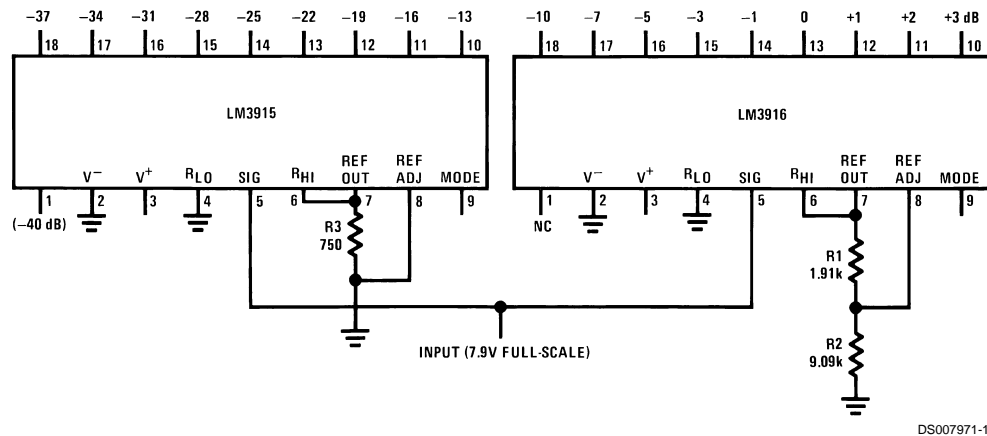 −37 −34 −31 −28 −25 −22 −19 −16 −13 −10 −7 −5 −3 −1 0 +1 +2 +3 dB
18 17 16 15 14 13 12 11 10 18 17 16 15 14 13 12 11 10
LM3915 LM3916
V− V+ RLO SIG RHI REF OUT REF ADJ MODE V− V+ RLO SIG RHI REF OUT REF ADJ MODE
1 2 3 4 5 6 7 8 9 1 2 3 4 5 6 7 8 9
(−40 dB) NC
R3
750
R1
1.91k
R2
9.09k
INPUT (7.9V FULL-SCALE)
DS007971-1